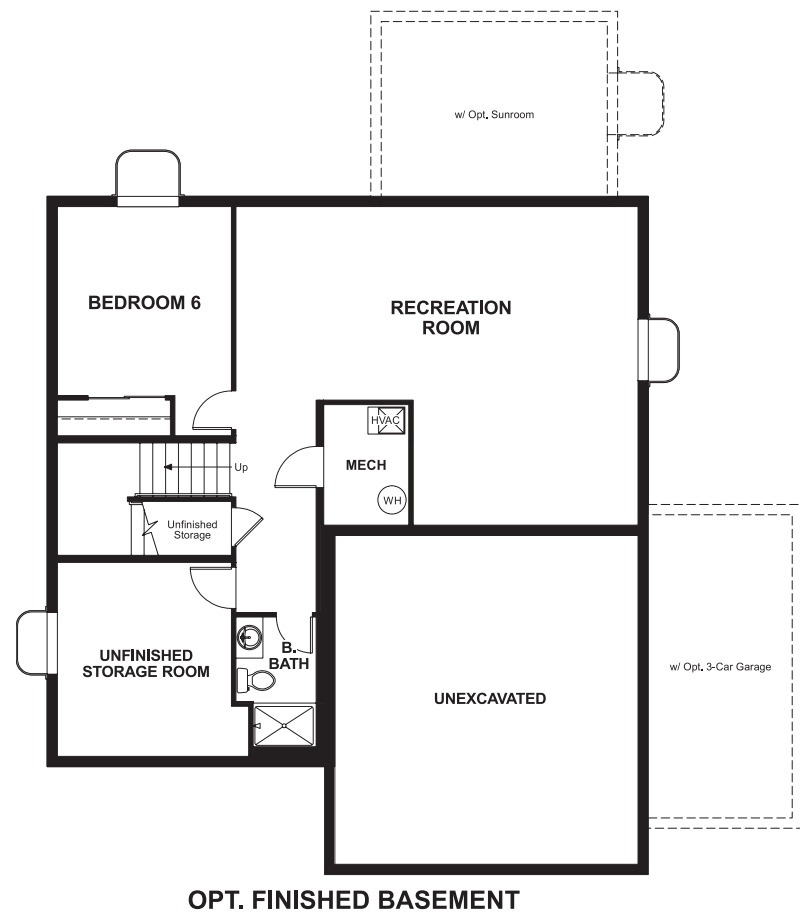 w/ Opt. Sunroom
BEDROOM 6
RECREATION
ROOM
HVAC
MECH
Up
WH
Unfinished
Storage
UNFINISHED
STORAGE ROOM
B.
BATH
UNEXCAVATED
w/ Opt. 3-Car Garage
OPT. FINISHED BASEMENT